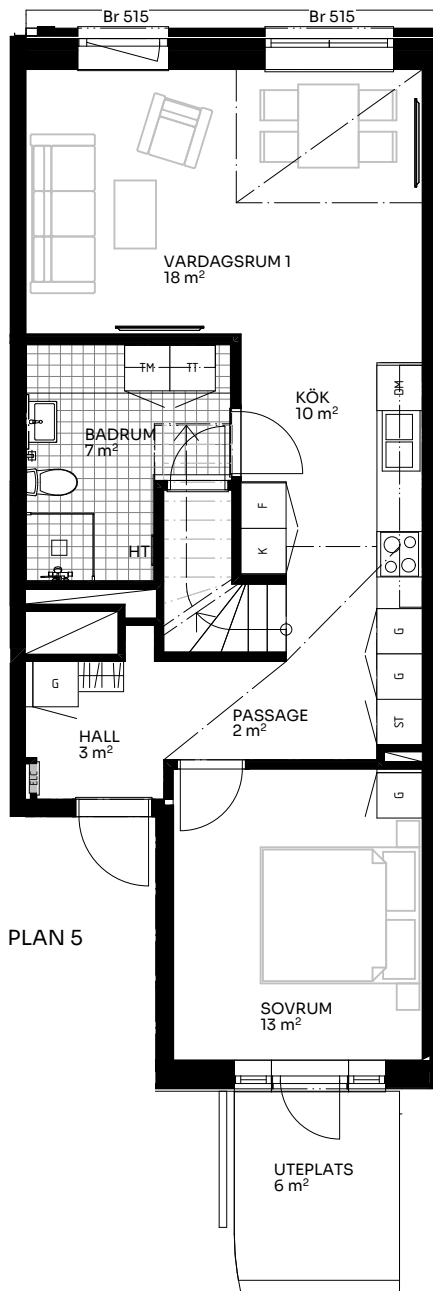 Br 515
Br 515
VARDAGSRUM 1
18 m²
TM
TT
DM
KÖK
10 m²
BADRUM
7 m²
F
K
HT
G
G
G
ST
PASSAGE
2 m²
HALL
3 m²
ELC
G
PLAN 5
SOVRUM
13 m²
UTEPLATS
6 m²